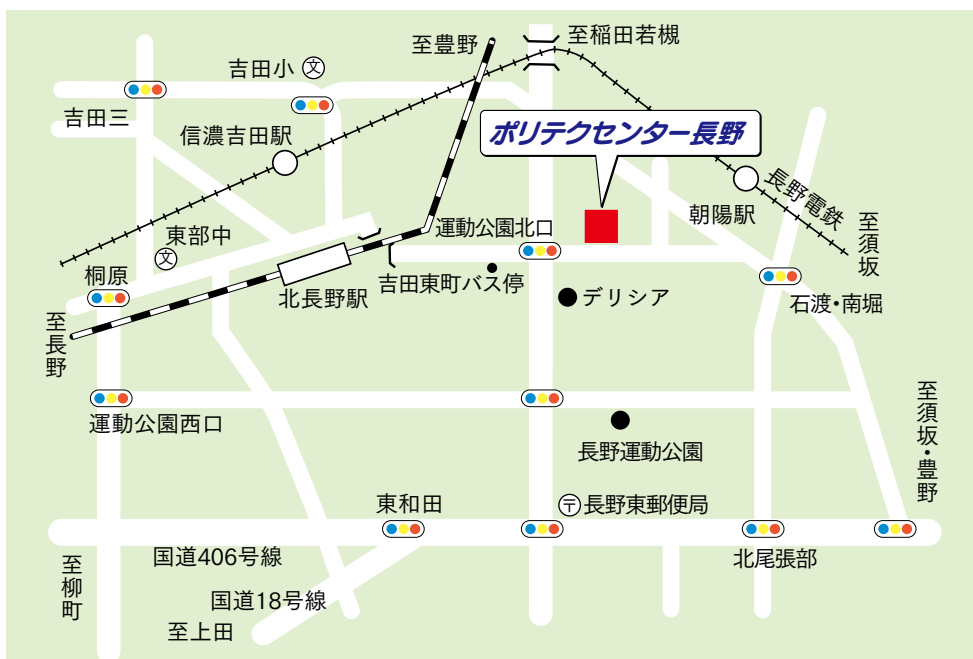 至豊野
至稲田若槻
吉田小
文
吉田三
信濃吉田駅
ポリテクセンター長野
長野電鉄
朝陽駅
至須坂
東部中
文
運動公園北口
桐原
北長野駅
吉田東町バス停
デリシア
石渡・南堀
至長野
運動公園西口
長野運動公園
至須坂・豊野
東和田
〒長野東郵便局
国道406号線
北尾張部
至柳町
国道18号線
至上田